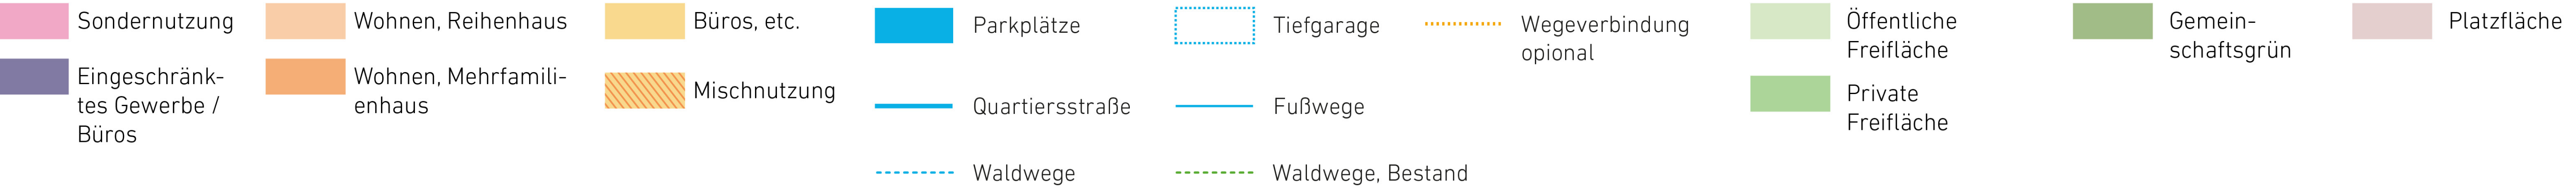 Sondernutzung
Eingeschränk-
tes Gewerbe /
Büros
Wohnen, Reihenhaus
Wohnen, Mehrfamili-
enhaus
Büros, etc.
Mischnutzung
Parkplätze
Quartiersstraße
Waldwege
Tiefgarage
Fußwege
Waldwege, Bestand
Wegeverbindung
opional
Öffentliche
Freifläche
Private
Freifläche
Gemein-
schaftsgrün
Platzfläche